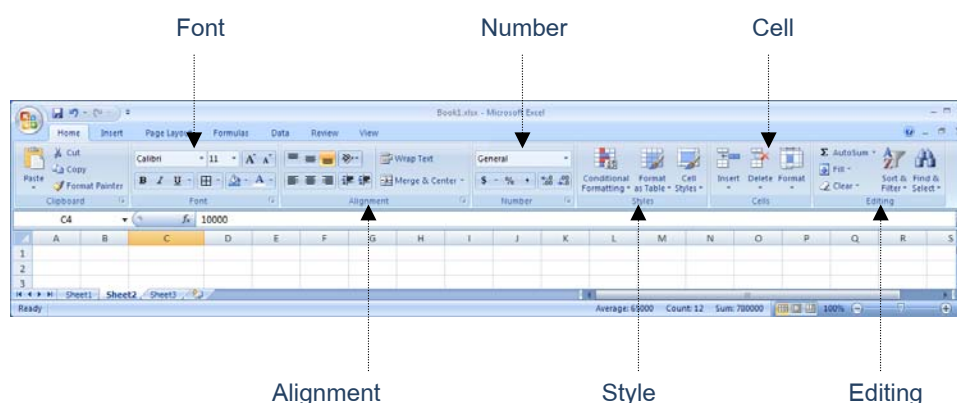 Font Number Cell
Book1.xlsx - Microsoft Excel
Home Insert Page Layout Formulas Data Review View
Cut Calibri 11 A A Wrap Text General Σ AutoSum
Copy Fill
Paste Format Painter B I U A Merge & Center $ % , Conditional Format Cell Insert Delete Format Clear Sort & Find &
Formatting as Table Styles Filter Select
Clipboard Font Alignment Number Styles Cells Editing
C4 fx 10000
A B C D E F G H I J K L M N O P Q R S
1
2
3
Sheet1 Sheet2 Sheet3
Ready Average: 65000 Count: 12 Sum: 780000 100%
Alignment Style Editing